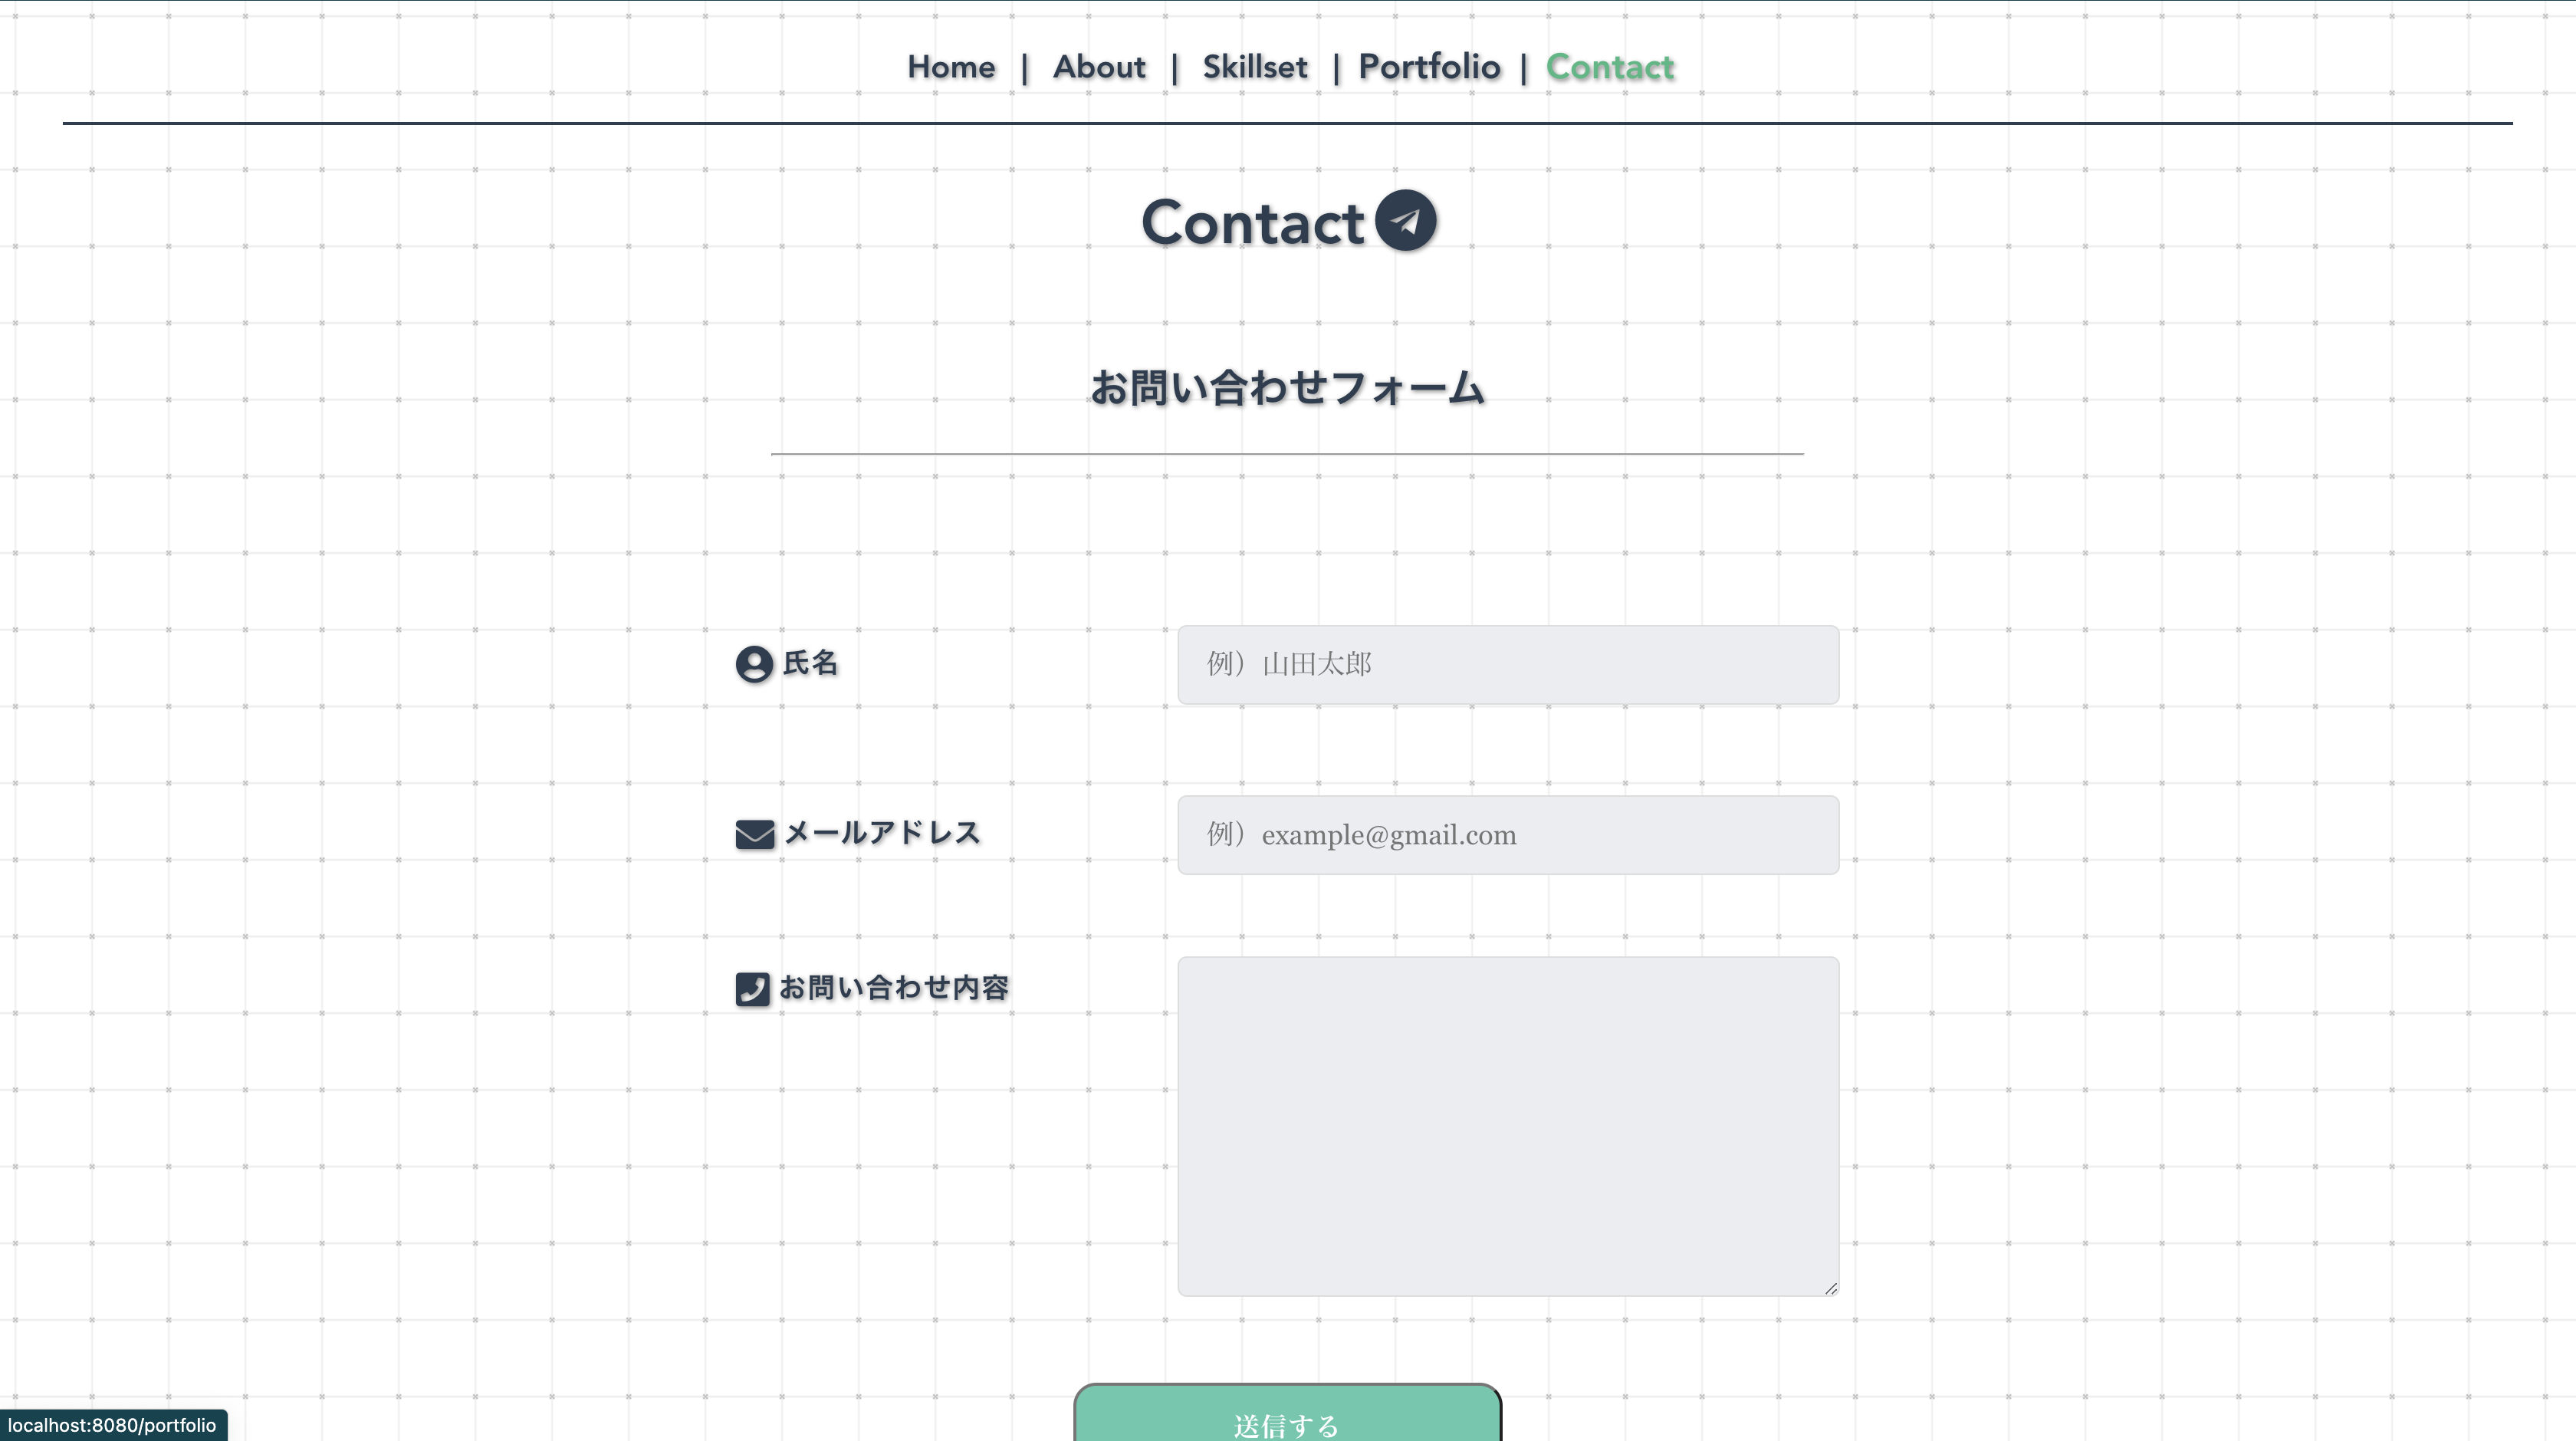 Home | About | Skillset | Portfolio | Contact
Contact
お問い合わせフォーム
氏名
例）山田太郎
メールアドレス
例）example@gmail.com
お問い合わせ内容
送信する
localhost:8080/portfolio